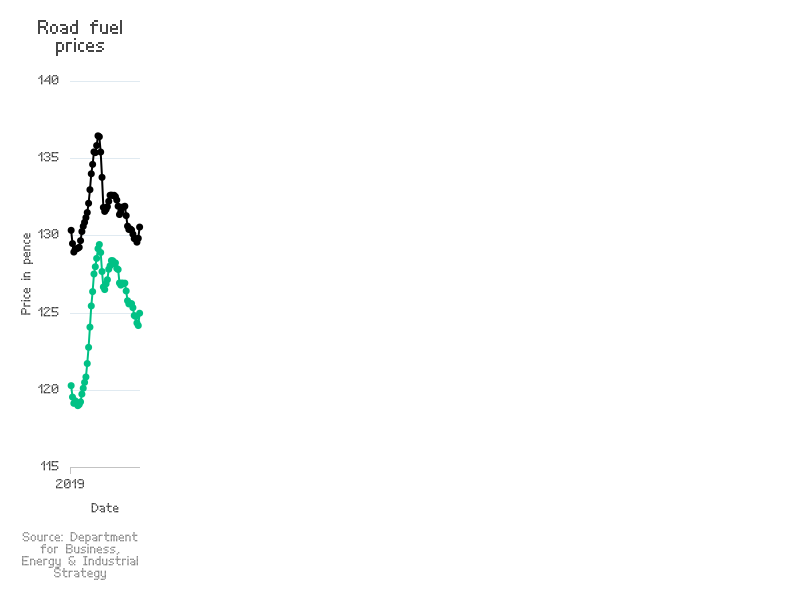 Road fuel
prices
140
135
130
125
120
115
Price in pence
2019
Date
Source: Department
for Business,
Energy & Industrial
Strategy